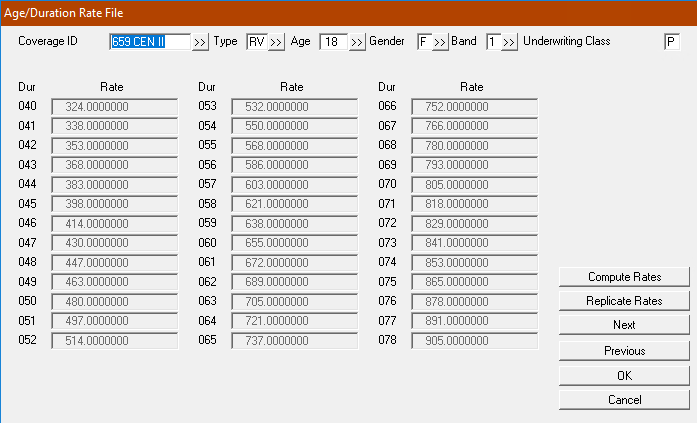 Age/Duration Rate File
Coverage ID 659 CEN II >> Type RV >> Age 18 >> Gender F >> Band 1 >> Underwriting Class P
Dur Rate Dur Rate Dur Rate
040 324.0000000 053 532.0000000 066 752.0000000
041 338.0000000 054 550.0000000 067 766.0000000
042 353.0000000 055 568.0000000 068 780.0000000
043 368.0000000 056 586.0000000 069 793.0000000
044 383.0000000 057 603.0000000 070 805.0000000
045 398.0000000 058 621.0000000 071 818.0000000
046 414.0000000 059 638.0000000 072 829.0000000
047 430.0000000 060 655.0000000 073 841.0000000
048 447.0000000 061 672.0000000 074 853.0000000
049 463.0000000 062 689.0000000 075 865.0000000
050 480.0000000 063 705.0000000 076 878.0000000
051 497.0000000 064 721.0000000 077 891.0000000
052 514.0000000 065 737.0000000 078 905.0000000
Compute Rates
Replicate Rates
Next
Previous
OK
Cancel